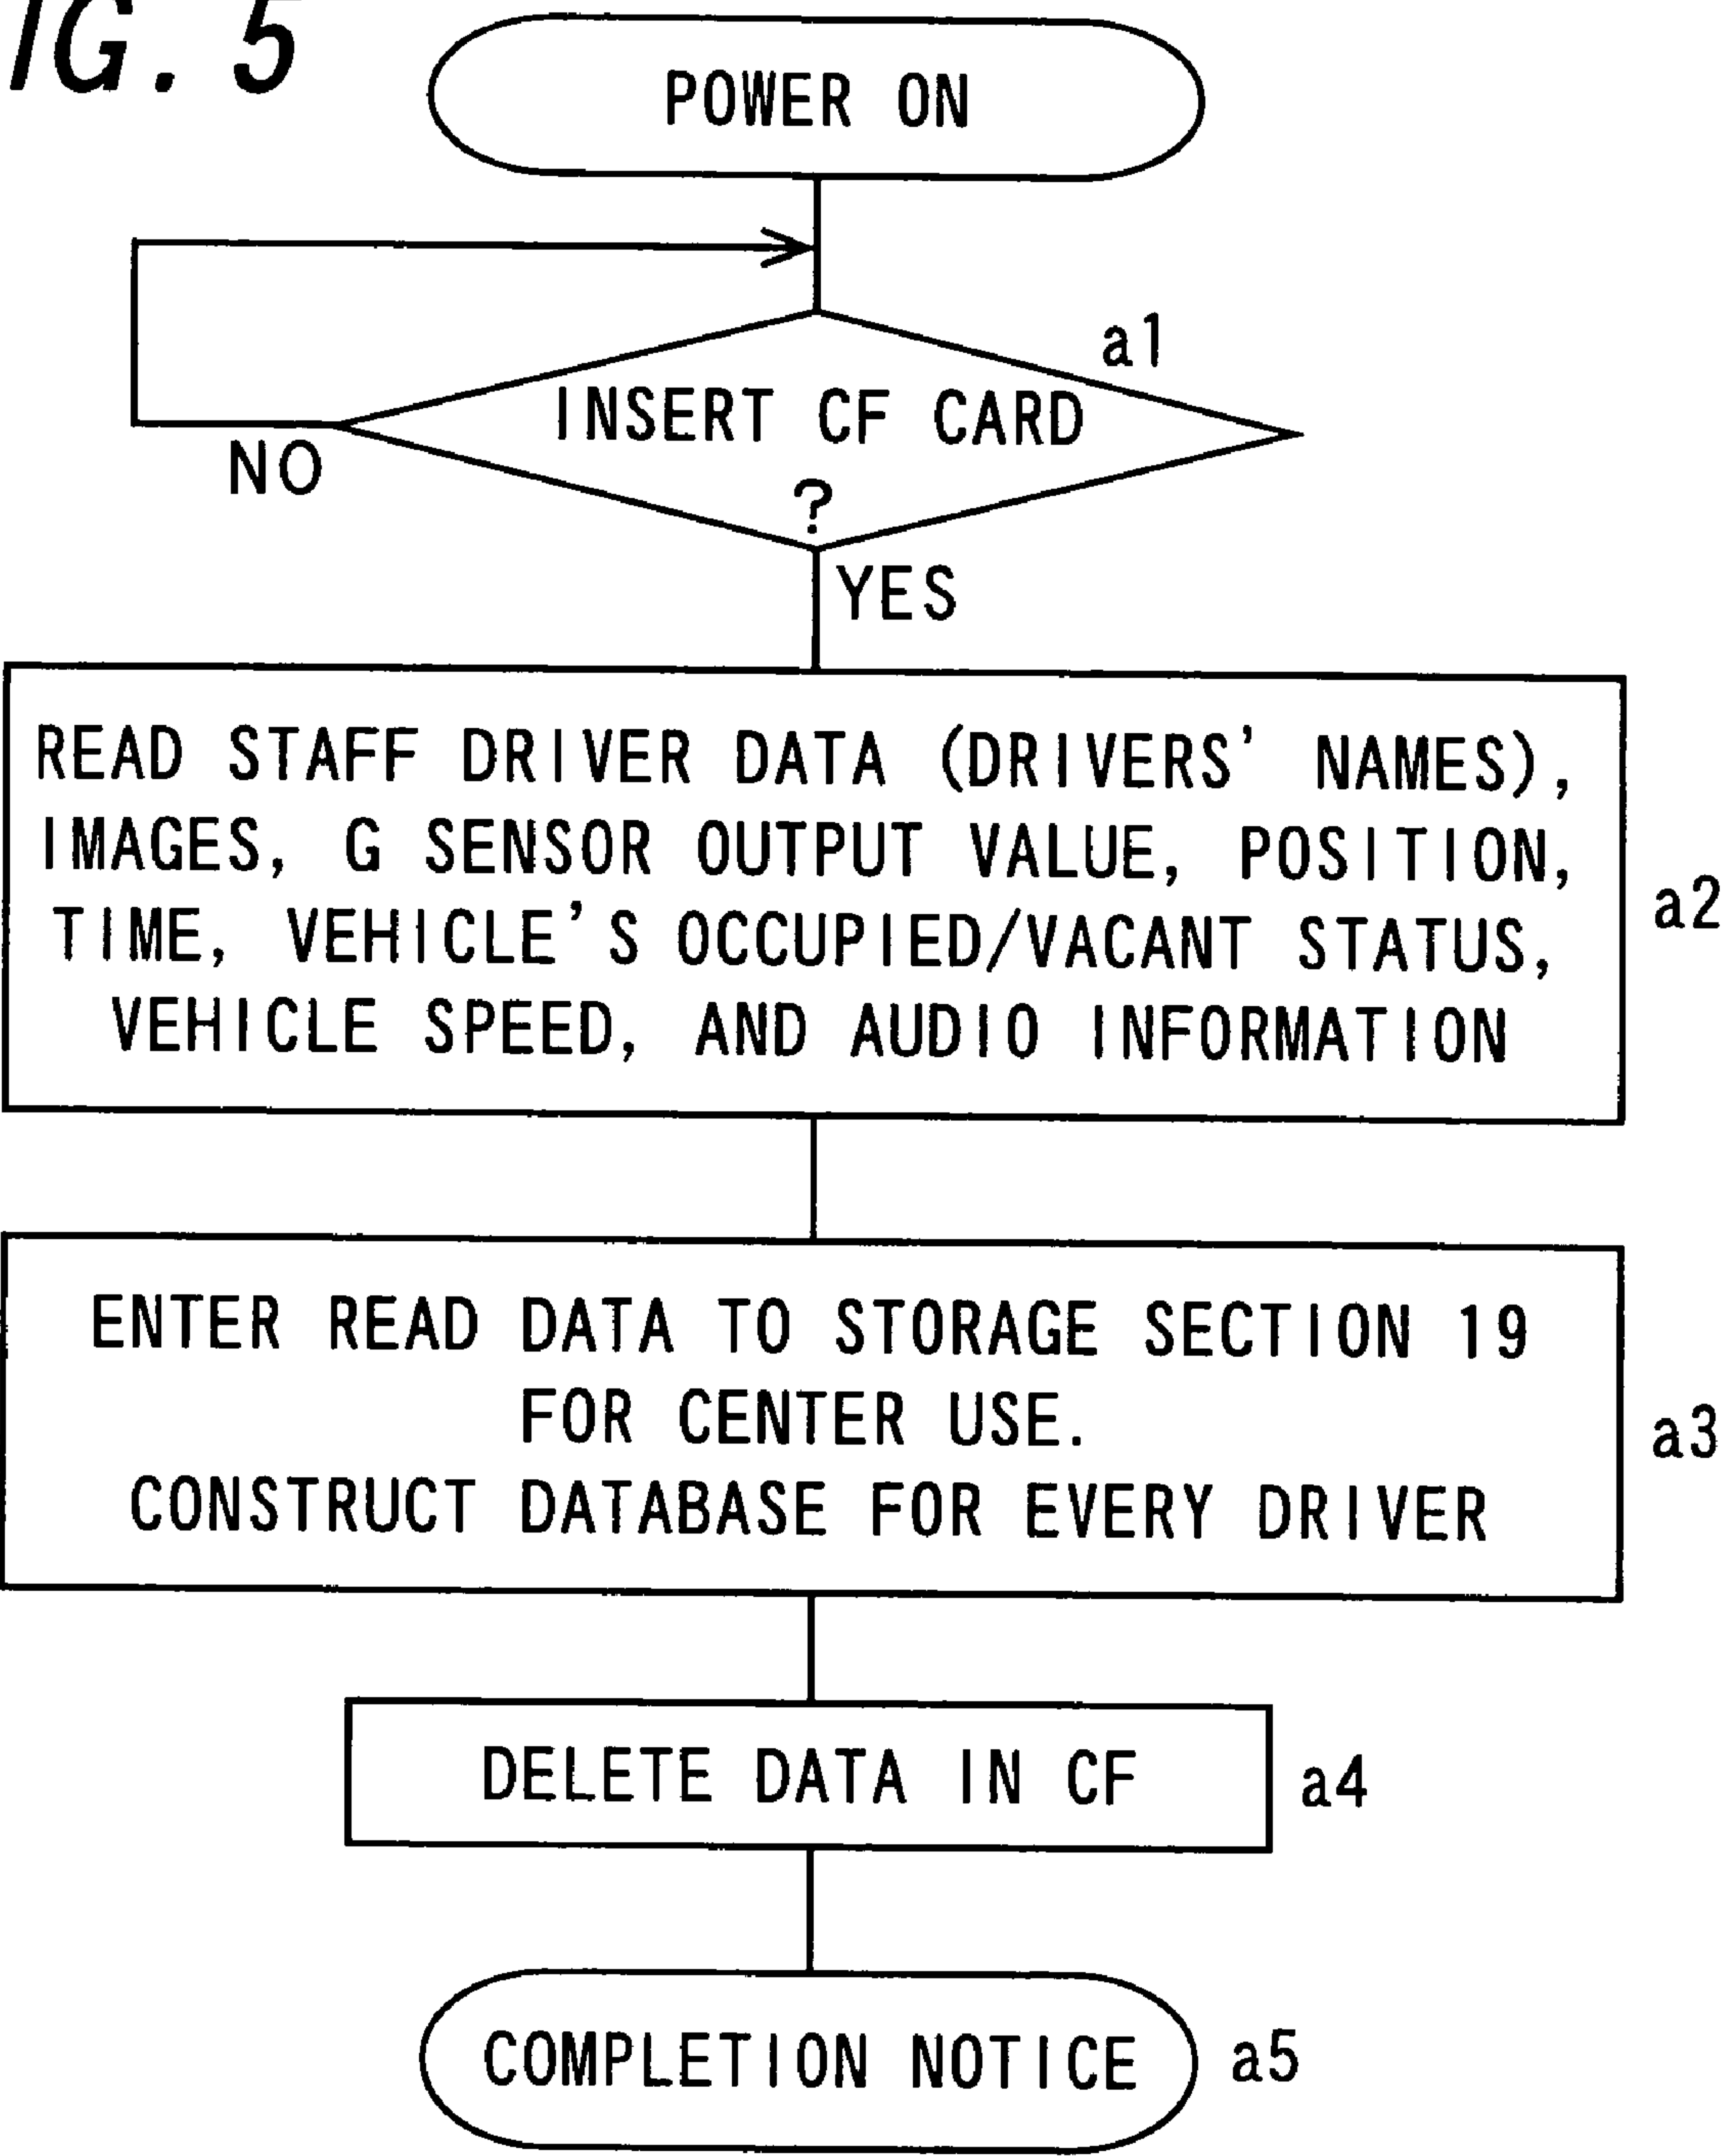 IG. 5
POWER ON
a1
INSERT CF CARD
?
NO
YES
READ STAFF DRIVER DATA (DRIVERS' NAMES),
IMAGES, G SENSOR OUTPUT VALUE, POSITION,
TIME, VEHICLE'S OCCUPIED/VACANT STATUS,
VEHICLE SPEED, AND AUDIO INFORMATION
a2
ENTER READ DATA TO STORAGE SECTION 19
FOR CENTER USE.
CONSTRUCT DATABASE FOR EVERY DRIVER
a3
DELETE DATA IN CF
a4
COMPLETION NOTICE
a5